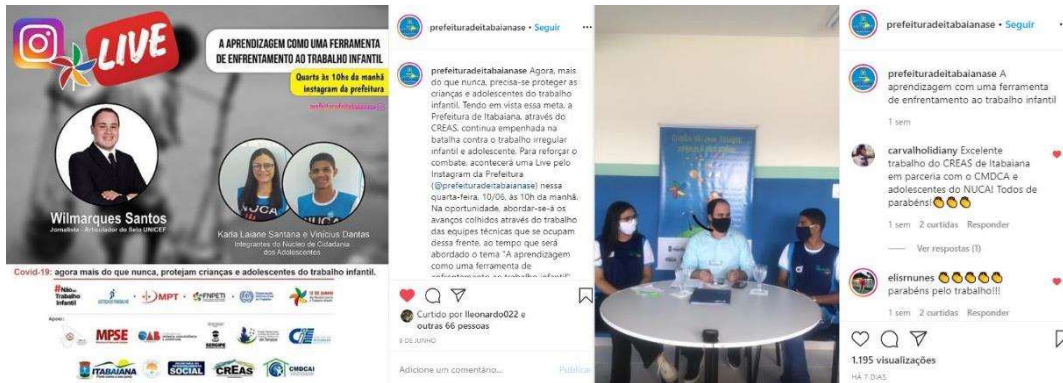 LIVE
A APRENDIZAGEM COMO UMA FERRAMENTA
DE ENFRENTAMENTO AO TRABALHO INFANTIL
Quarta às 10hs da manhã
instagram da prefeitura
prefeituradeitabaianase
Wilmarques Santos
Jornalista - Articulador do Selo UNICEF
NUCA
Karla Laiane Santana e Vinícius Dantas
Integrantes do Núcleo de Cidadania
dos Adolescentes
Covid-19: agora mais do que nunca, protejam crianças e adolescentes do trabalho infantil.
#Não...
Trabalho
Infantil
MPT
FNPETI
12 DE JUNHO
Apoio:
MPSE
OAB
SERGIPE
CIEE
ITABAIANA
SOCIAL
CREAS
CMDCAI
prefeituradeitabaianase • Seguir ...
prefeituradeitabaianase Agora, mais
do que nunca, precisa-se proteger as
crianças e adolescentes do trabalho
infantil. Tendo em vista essa meta, a
Prefeitura de Itabaiana, através do
CREAS, continua empenhada na
batalha contra o trabalho irregular
infantil e adolescente. Para reforçar o
combate, acontecerá uma Live pelo
Instagram da Prefeitura
(@prefeituradeitabaianase) nessa
quarta-feira, 10/06, às 10h da manhã.
Na oportunidade, abordar-se-á os
avanços colhidos através do trabalho
das equipes técnicas que se ocupam
dessa frente, ao tempo que será
abordado o tema "A aprendizagem
como uma ferramenta de
enfrentamento ao trabalho infantil"
Curtido por lleonardo022 e
outras 66 pessoas
9 DE JUNHO
Adicione um comentário... Publicar
prefeituradeitabaianase • Seguir
prefeituradeitabaianase A
aprendizagem com uma ferramenta
de enfrentamento ao trabalho infantil
1 sem
carvalholidiany Excelente
trabalho do CREAS de Itabaiana
em parceria com o CMDCA e
adolescentes do NUCA! Todos de
parabéns!👏👏👏
1 sem 2 curtidas Responder
Ver respostas (1)
elisrnunes 👏👏👏👏👏
parabéns pelo trabalho!!!
1 sem 2 curtidas Responder
1.195 visualizações
HÁ 7 DIAS